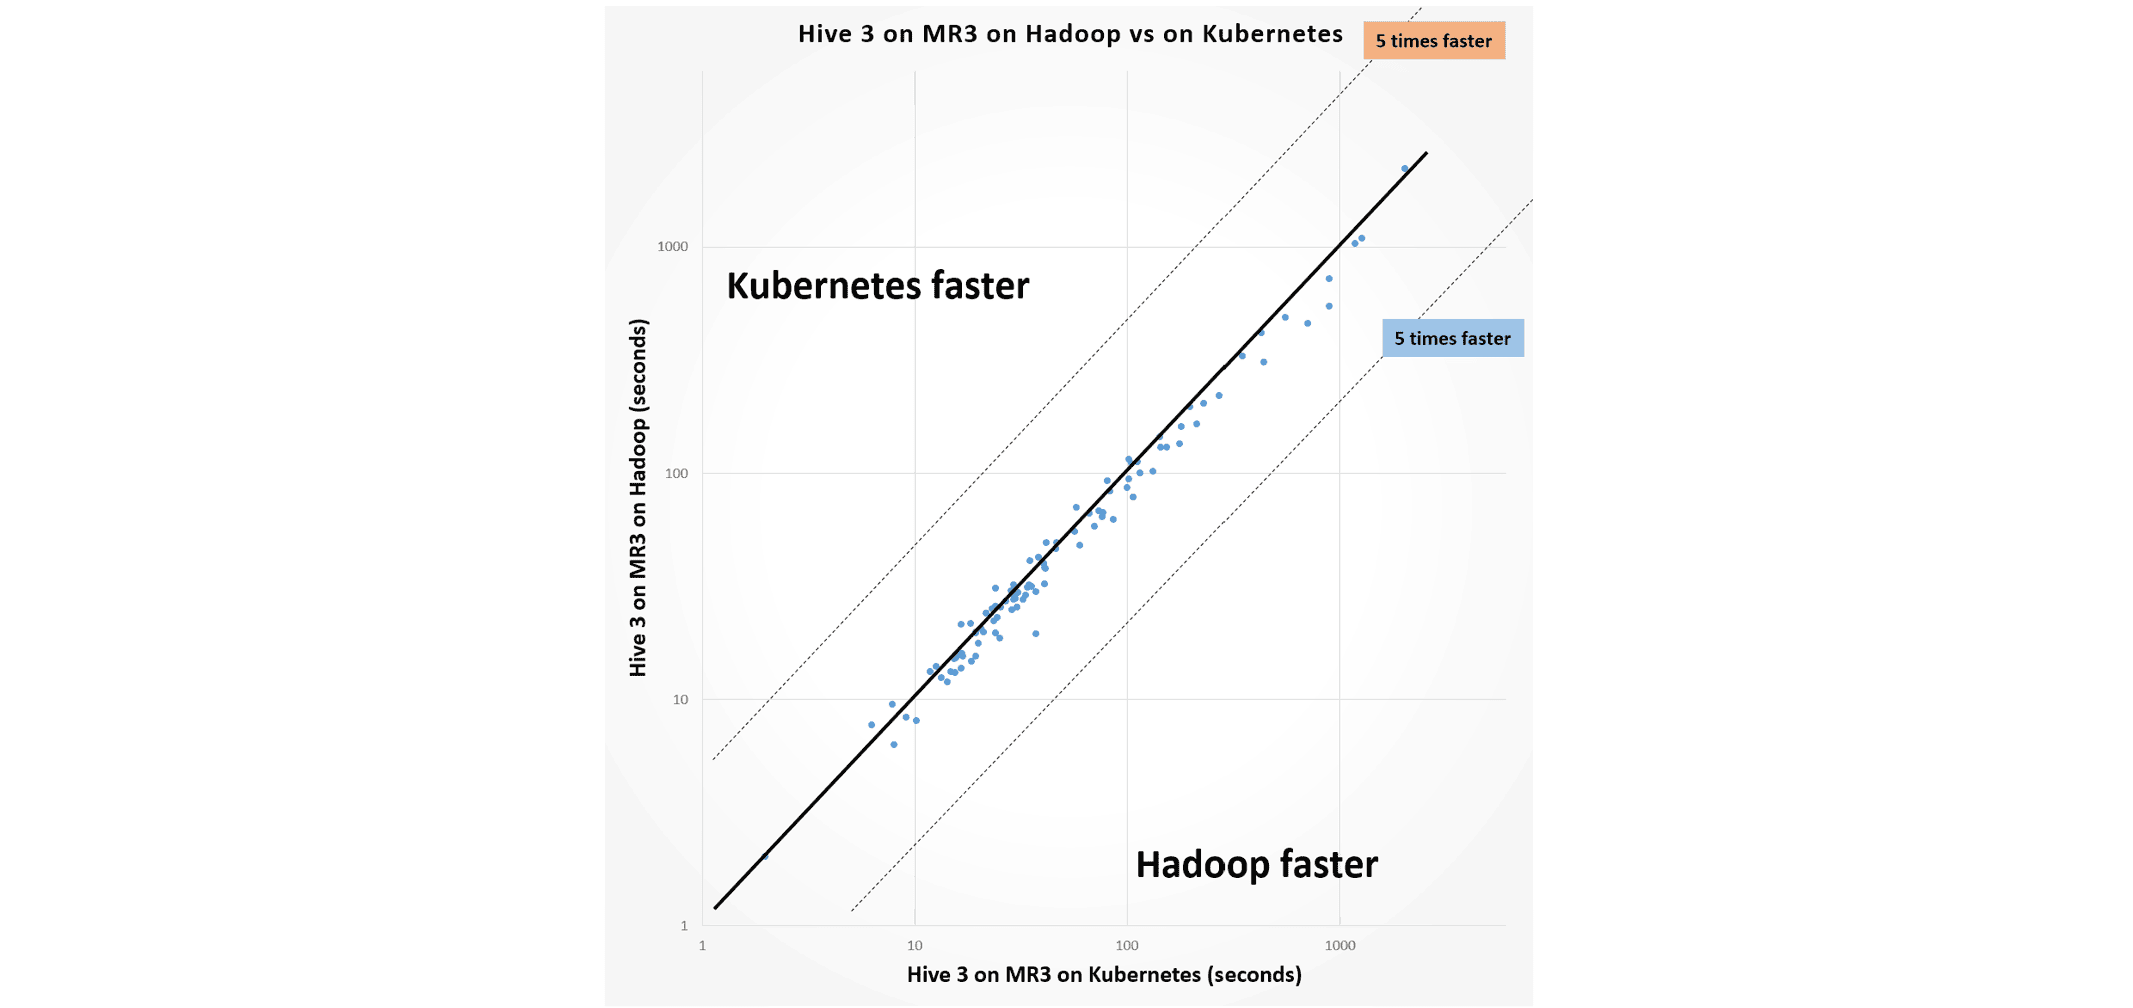 Hive 3 on MR3 on Hadoop vs on Kubernetes
5 times faster
1000
Kubernetes faster
5 times faster
Hive 3 on MR3 on Hadoop (seconds)
100
10
Hadoop faster
1
1 10 100 1000
Hive 3 on MR3 on Kubernetes (seconds)